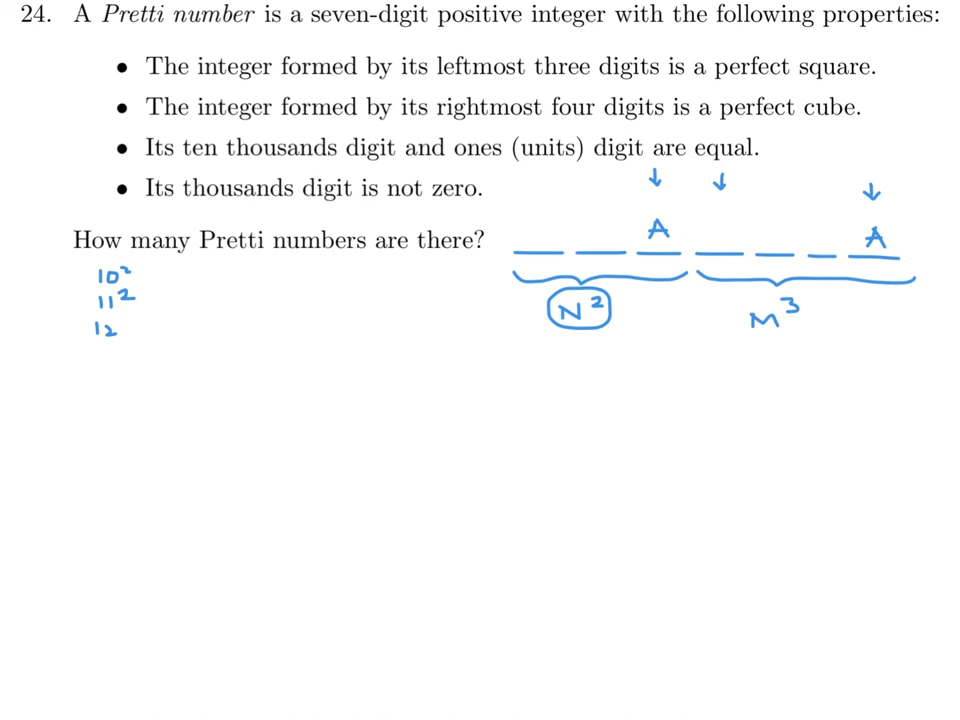 24. A Pretti number is a seven-digit positive integer with the following properties:
• The integer formed by its leftmost three digits is a perfect square.
• The integer formed by its rightmost four digits is a perfect cube.
• Its ten thousands digit and ones (units) digit are equal.
• Its thousands digit is not zero.
How many Pretti numbers are there?
A A
10²
11²
12
N² M³